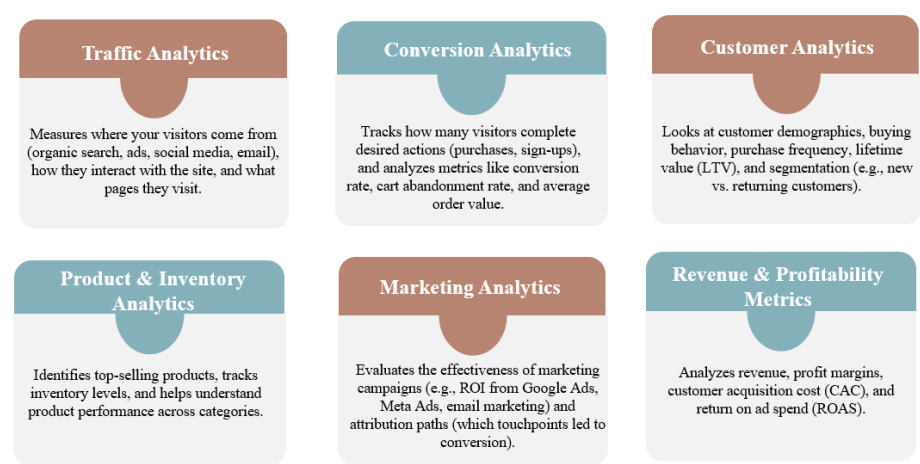 Traffic Analytics
Measures where your visitors come from
(organic search, ads, social media, email),
how they interact with the site, and what
pages they visit.
Conversion Analytics
Tracks how many visitors complete
desired actions (purchases, sign-ups),
and analyzes metrics like conversion
rate, cart abandonment rate, and average
order value.
Customer Analytics
Looks at customer demographics, buying
behavior, purchase frequency, lifetime
value (LTV), and segmentation (e.g., new
vs. returning customers).
Product & Inventory
Analytics
Identifies top-selling products, tracks
inventory levels, and helps understand
product performance across categories.
Marketing Analytics
Evaluates the effectiveness of marketing
campaigns (e.g., ROI from Google Ads,
Meta Ads, email marketing) and
attribution paths (which touchpoints led to
conversion).
Revenue & Profitability
Metrics
Analyzes revenue, profit margins,
customer acquisition cost (CAC), and
return on ad spend (ROAS).